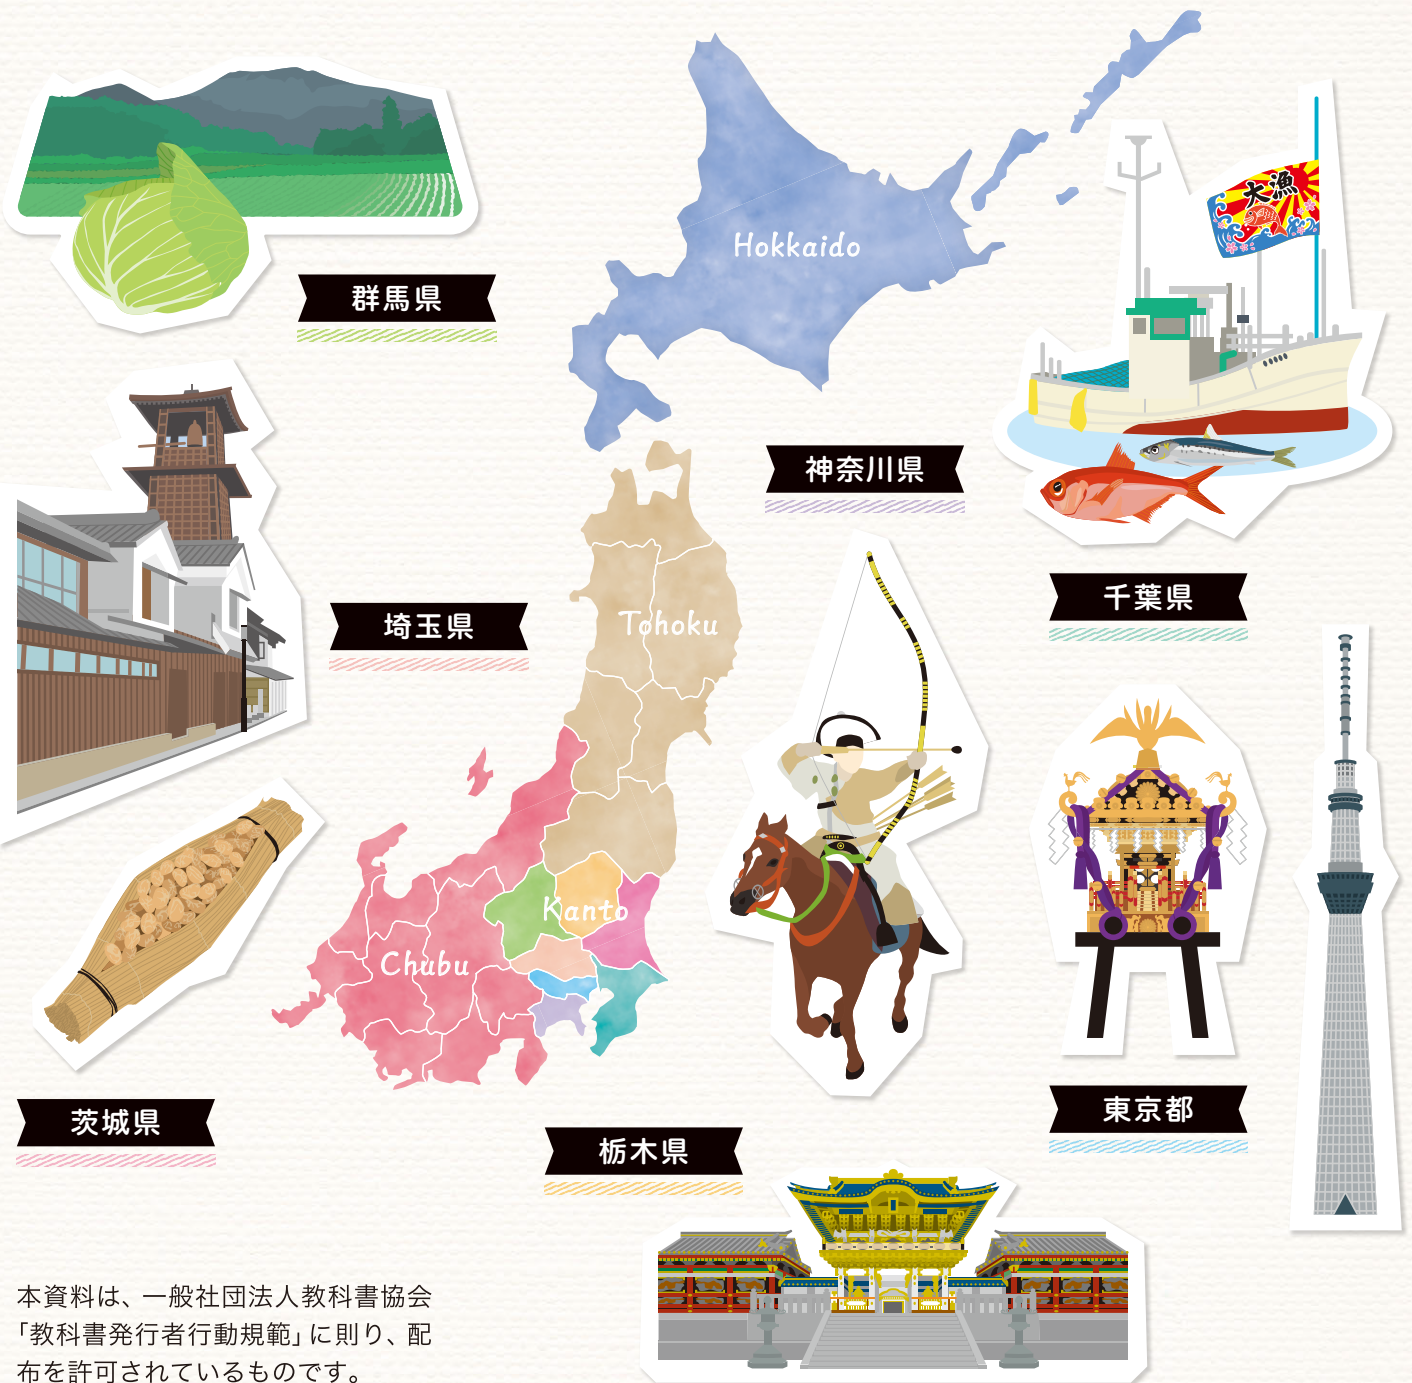 大漁
Hokkaido
群馬県
神奈川県
千葉県
埼玉県
Tohoku
Kanto
Chubu
茨城県
東京都
栃木県
本資料は、一般社団法人教科書協会
「教科書発行者行動規範」に則り、配
布を許可されているものです。